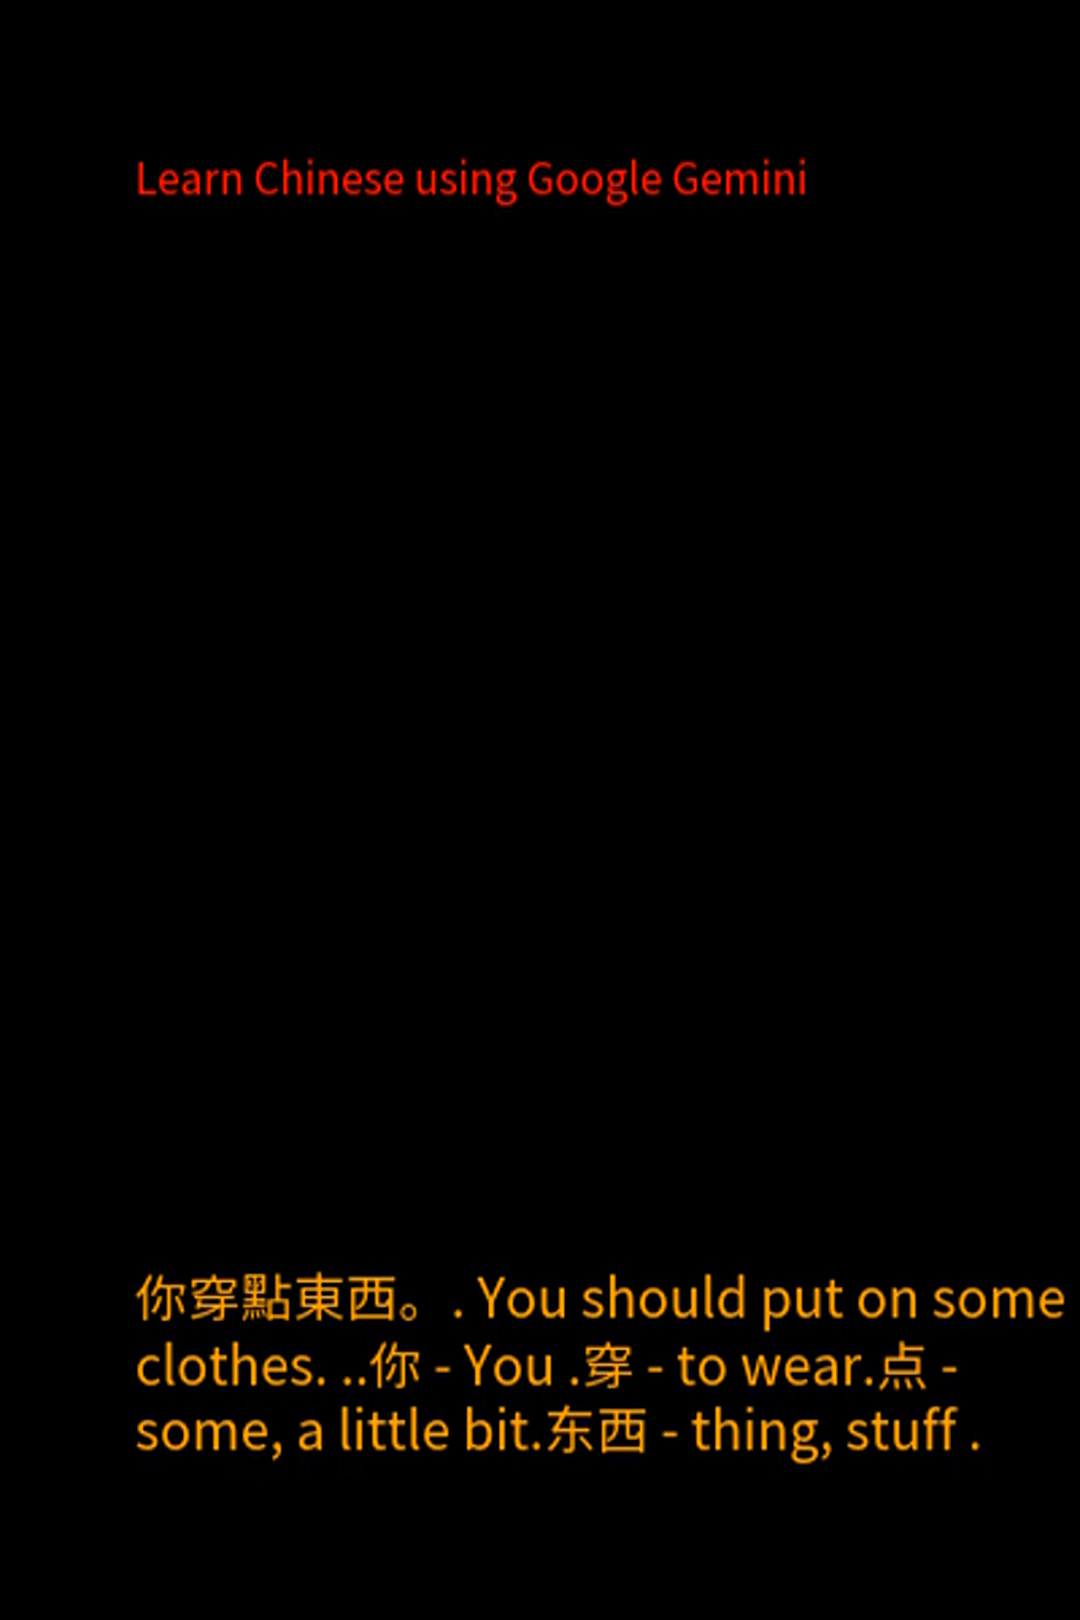 Learn Chinese using Google Gemini
你穿點東西。. You should put on some
clothes. ..你 - You .穿 - to wear.点 -
some, a little bit.东西 - thing, stuff .